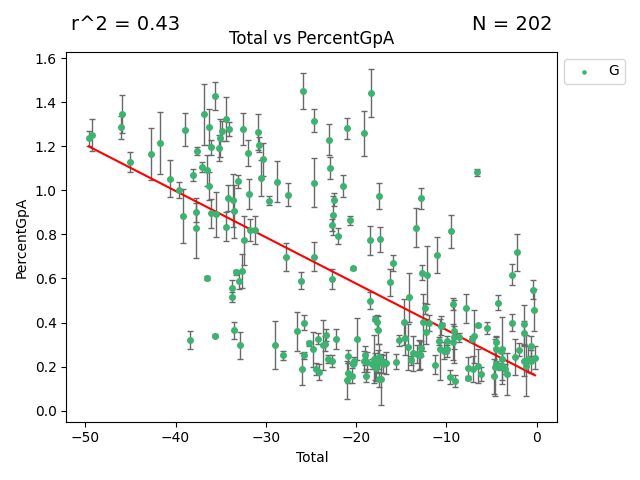 r^2 = 0.43
N = 202
Total vs PercentGpA
G
1.6
1.4
1.2
1.0
0.8
0.6
0.4
0.2
0.0
PercentGpA
−50
−40
−30
−20
−10
0
Total